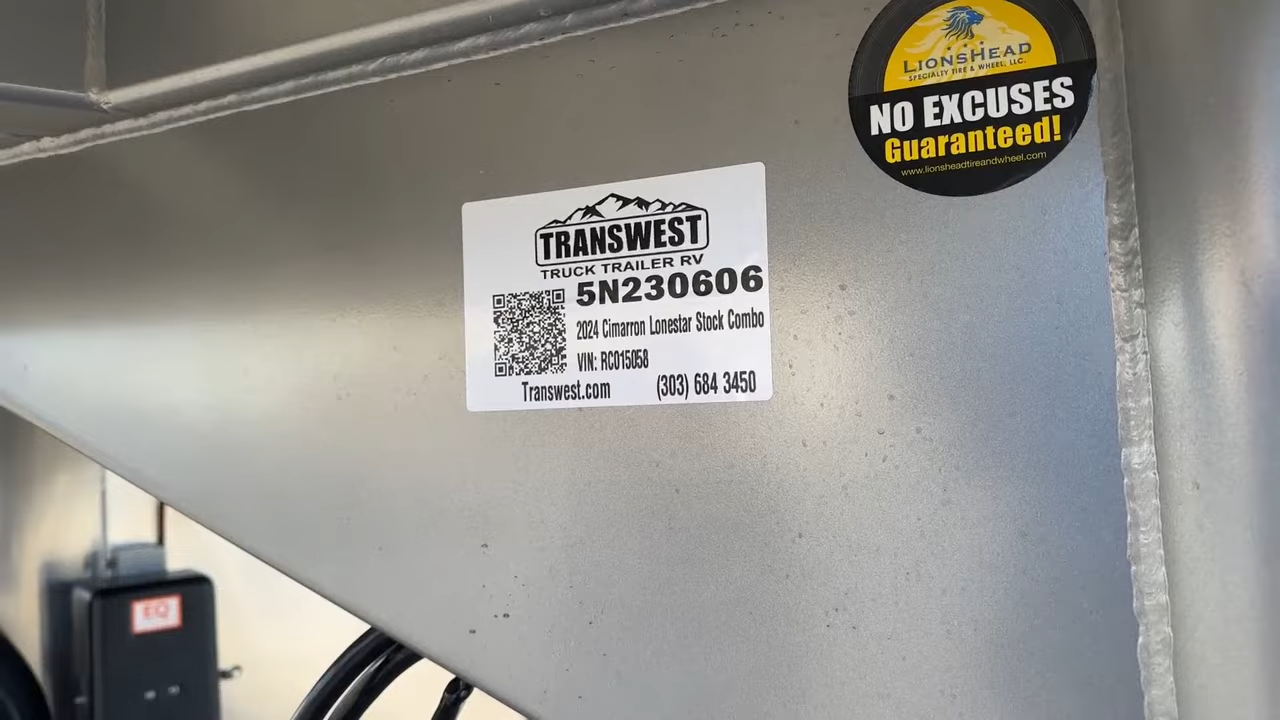 LIONSHEAD
SPECIALTY TIRE & WHEEL, LLC.
NO EXCUSES
Guaranteed!
www.lionsheadtireandwheel.com
TRANSWEST
TRUCK TRAILER RV
5N230606
2024 Cimarron Lonestar Stock Combo
VIN: RC015058
Transwest.com (303) 684 3450
EQ